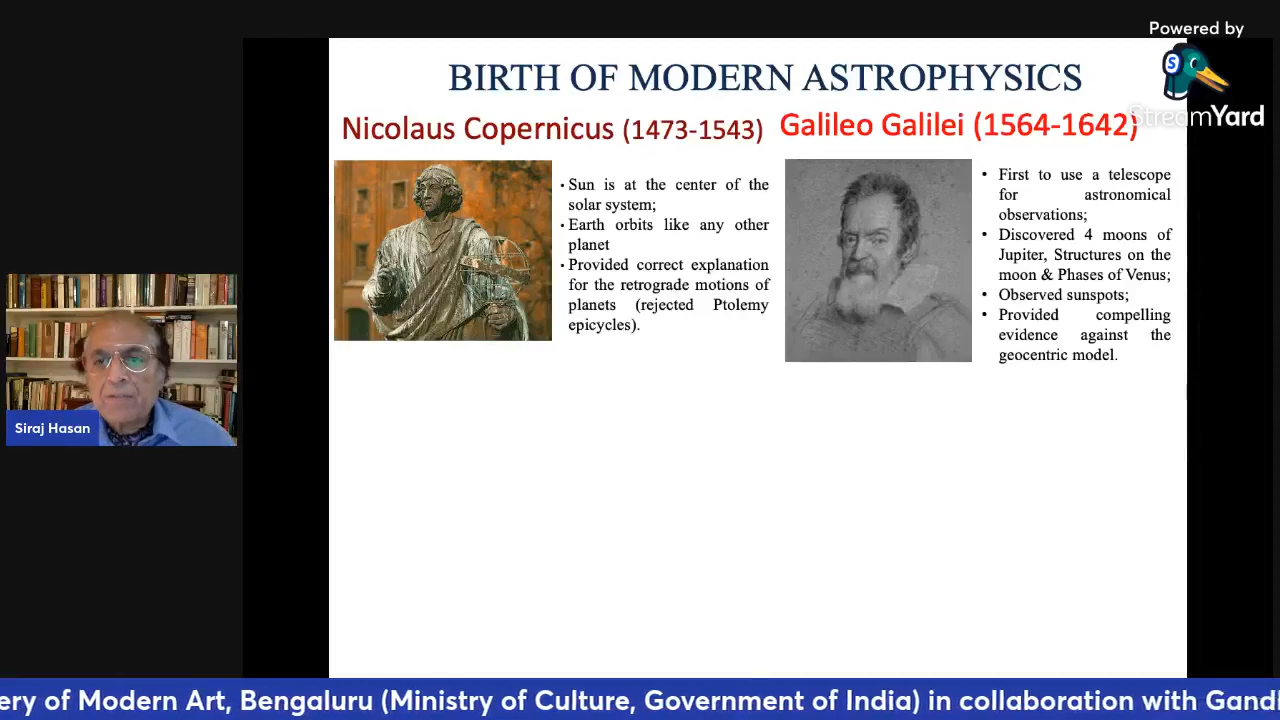 Powered by
StreamYard
BIRTH OF MODERN ASTROPHYSICS
Nicolaus Copernicus (1473-1543)
• Sun is at the center of the
solar system;
• Earth orbits like any other
planet
• Provided correct explanation
for the retrograde motions of
planets (rejected Ptolemy
epicycles).
Galileo Galilei (1564-1642)
• First to use a telescope
for astronomical
observations;
• Discovered 4 moons of
Jupiter, Structures on the
moon & Phases of Venus;
• Observed sunspots;
• Provided compelling
evidence against the
geocentric model.
Siraj Hasan
ery of Modern Art, Bengaluru (Ministry of Culture, Government of India) in collaboration with Gandi